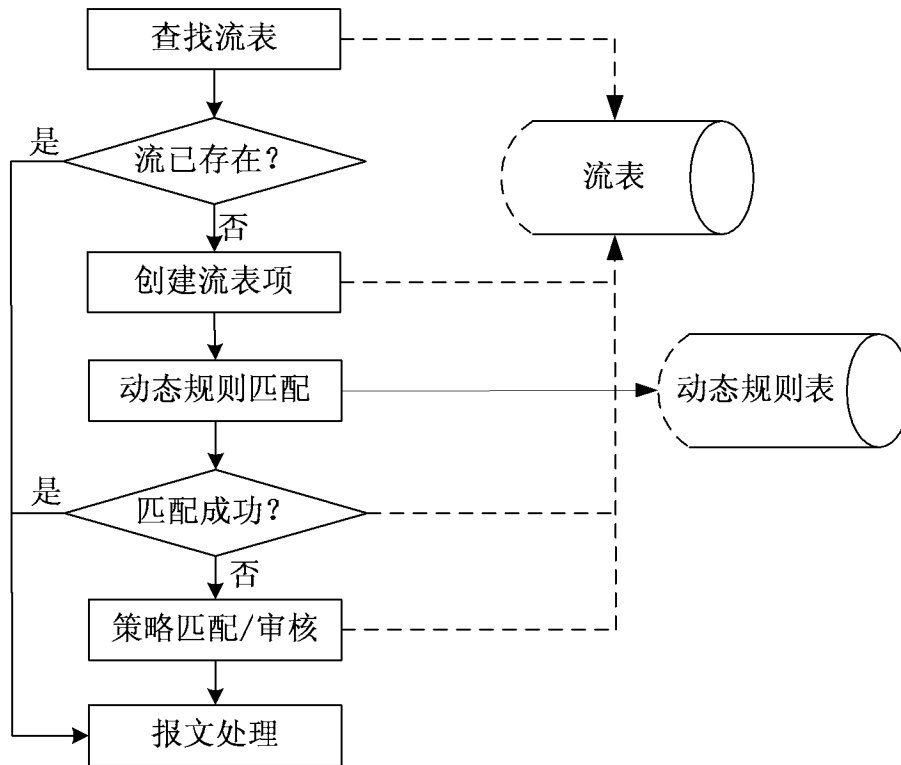 查找流表
是
流已存在？
流表
否
创建流表项
动态规则匹配
动态规则表
是
匹配成功？
否
策略匹配/审核
报文处理